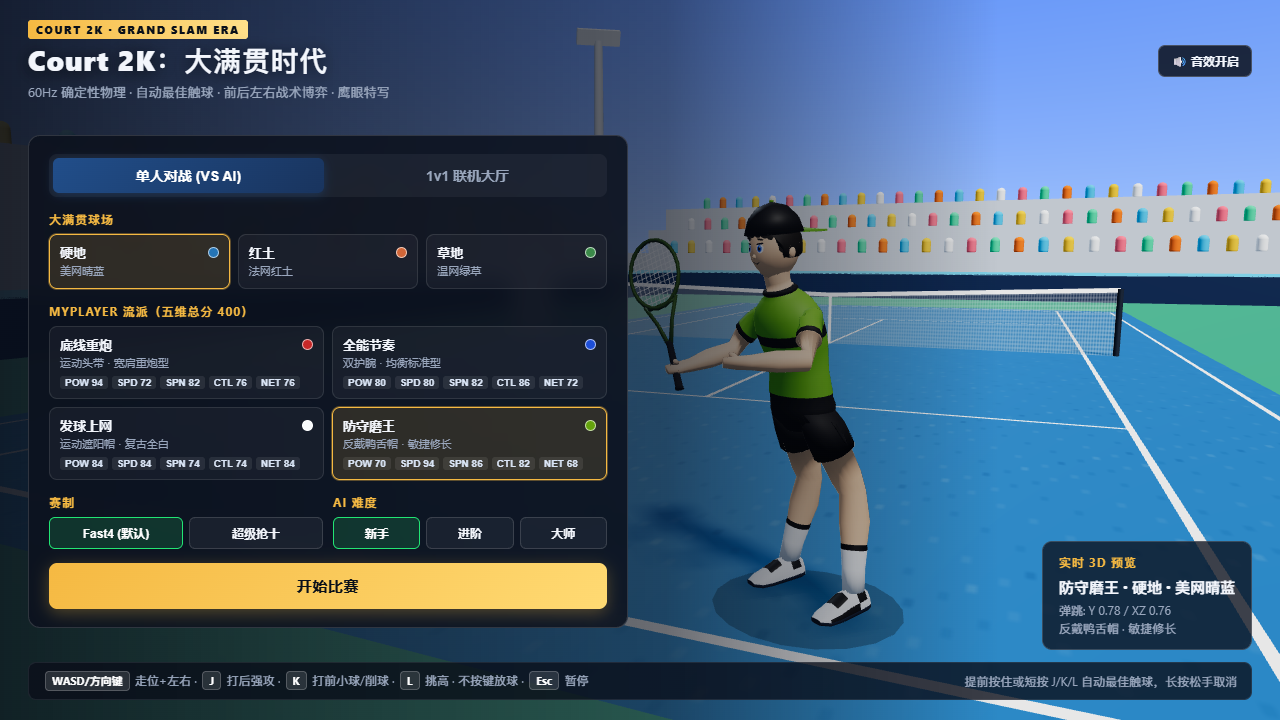 COURT 2K · GRAND SLAM ERA
Court 2K：大满贯时代
60Hz 确定性物理 · 自动最佳触球 · 前后左右战术博弈 · 鹰眼特写
音效开启
单人对战 (VS AI)
1v1 联机大厅
大满贯球场
硬地
美网晴蓝
红土
法网红土
草地
温网绿草
MYPLAYER 流派（五维总分 400）
底线重炮
运动头带 · 宽肩重炮型
POW 94 SPD 72 SPN 82 CTL 76 NET 76
全能节奏
双护腕 · 均衡标准型
POW 80 SPD 80 SPN 82 CTL 86 NET 72
发球上网
运动遮阳帽 · 复古全白
POW 84 SPD 84 SPN 74 CTL 74 NET 84
防守磨王
反戴鸭舌帽 · 敏捷修长
POW 70 SPD 94 SPN 86 CTL 82 NET 68
赛制
Fast4 (默认)
超级抢十
AI 难度
新手
进阶
大师
开始比赛
实时 3D 预览
防守磨王 · 硬地 · 美网晴蓝
弹跳: Y 0.78 / XZ 0.76
反戴鸭舌帽 · 敏捷修长
WASD/方向键 走位+左右 · J 打后强攻 · K 打前小球/削球 · L 挑高 · 不按键放球 · Esc 暂停
提前按住或短按 J/K/L 自动最佳触球，长按松手取消